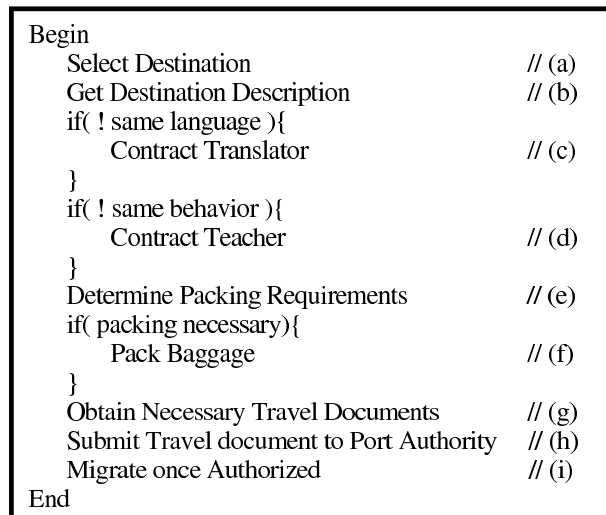 Begin
Select Destination // (a)
Get Destination Description // (b)
if( ! same language ){
Contract Translator // (c)
}
if( ! same behavior ){
Contract Teacher // (d)
}
Determine Packing Requirements // (e)
if( packing necessary){
Pack Baggage // (f)
}
Obtain Necessary Travel Documents // (g)
Submit Travel document to Port Authority // (h)
Migrate once Authorized // (i)
End